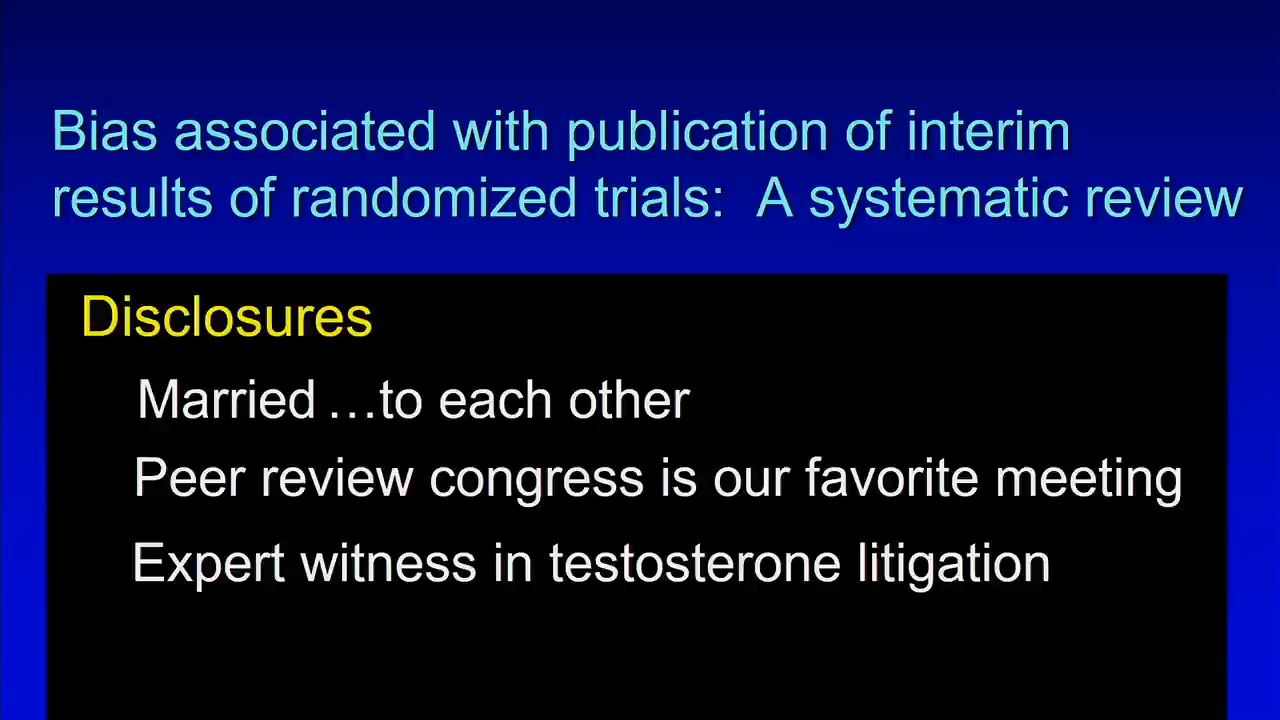 Bias associated with publication of interim
results of randomized trials:  A systematic review
Disclosures
Married …to each other
Peer review congress is our favorite meeting
Expert witness in testosterone litigation